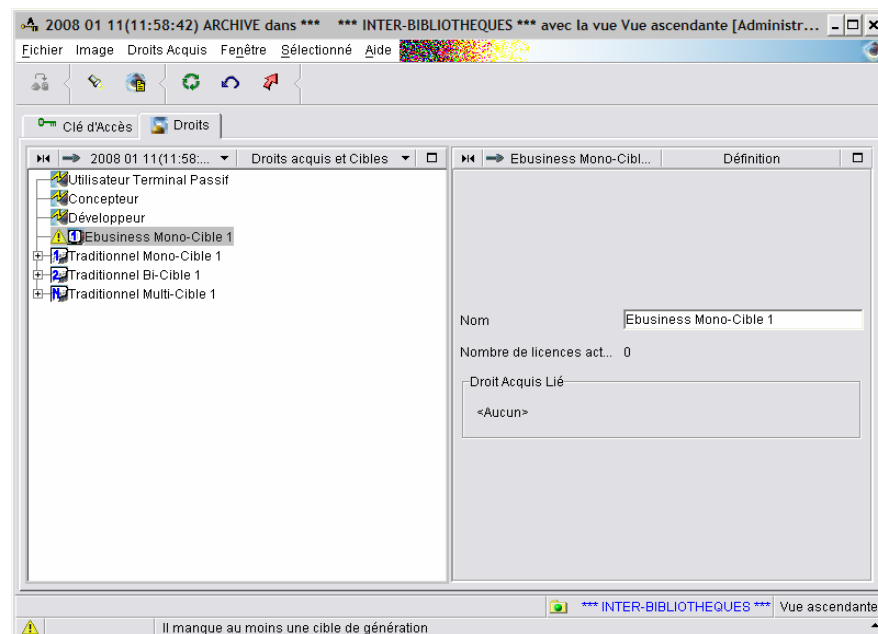 2008 01 11(11:58:42) ARCHIVE dans *** *** INTER-BIBLIOTHEQUES *** avec la vue Vue ascendante [Administr...
Fichier Image Droits Acquis Fenêtre Sélectionné Aide
Clé d'Accès Droits
2008 01 11(11:58:... Droits acquis et Cibles
Ebusiness Mono-Cibl... Définition
Utilisateur Terminal Passif
Concepteur
Développeur
1 Ebusiness Mono-Cible 1
1 Traditionnel Mono-Cible 1
2 Traditionnel Bi-Cible 1
N Traditionnel Multi-Cible 1
Nom Ebusiness Mono-Cible 1
Nombre de licences act... 0
Droit Acquis Lié
<Aucun>
*** INTER-BIBLIOTHEQUES *** Vue ascendante
Il manque au moins une cible de génération